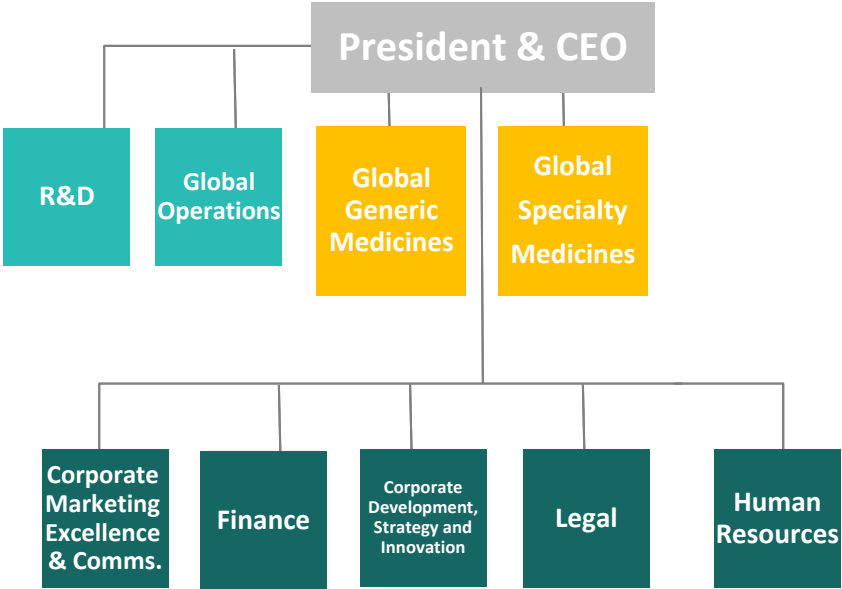 President & CEO
R&D
Global
Operations
Global
Generic
Medicines
Global
Specialty
Medicines
Corporate
Marketing
Excellence
& Comms.
Finance
Corporate
Development,
Strategy and
Innovation
Legal
Human
Resources